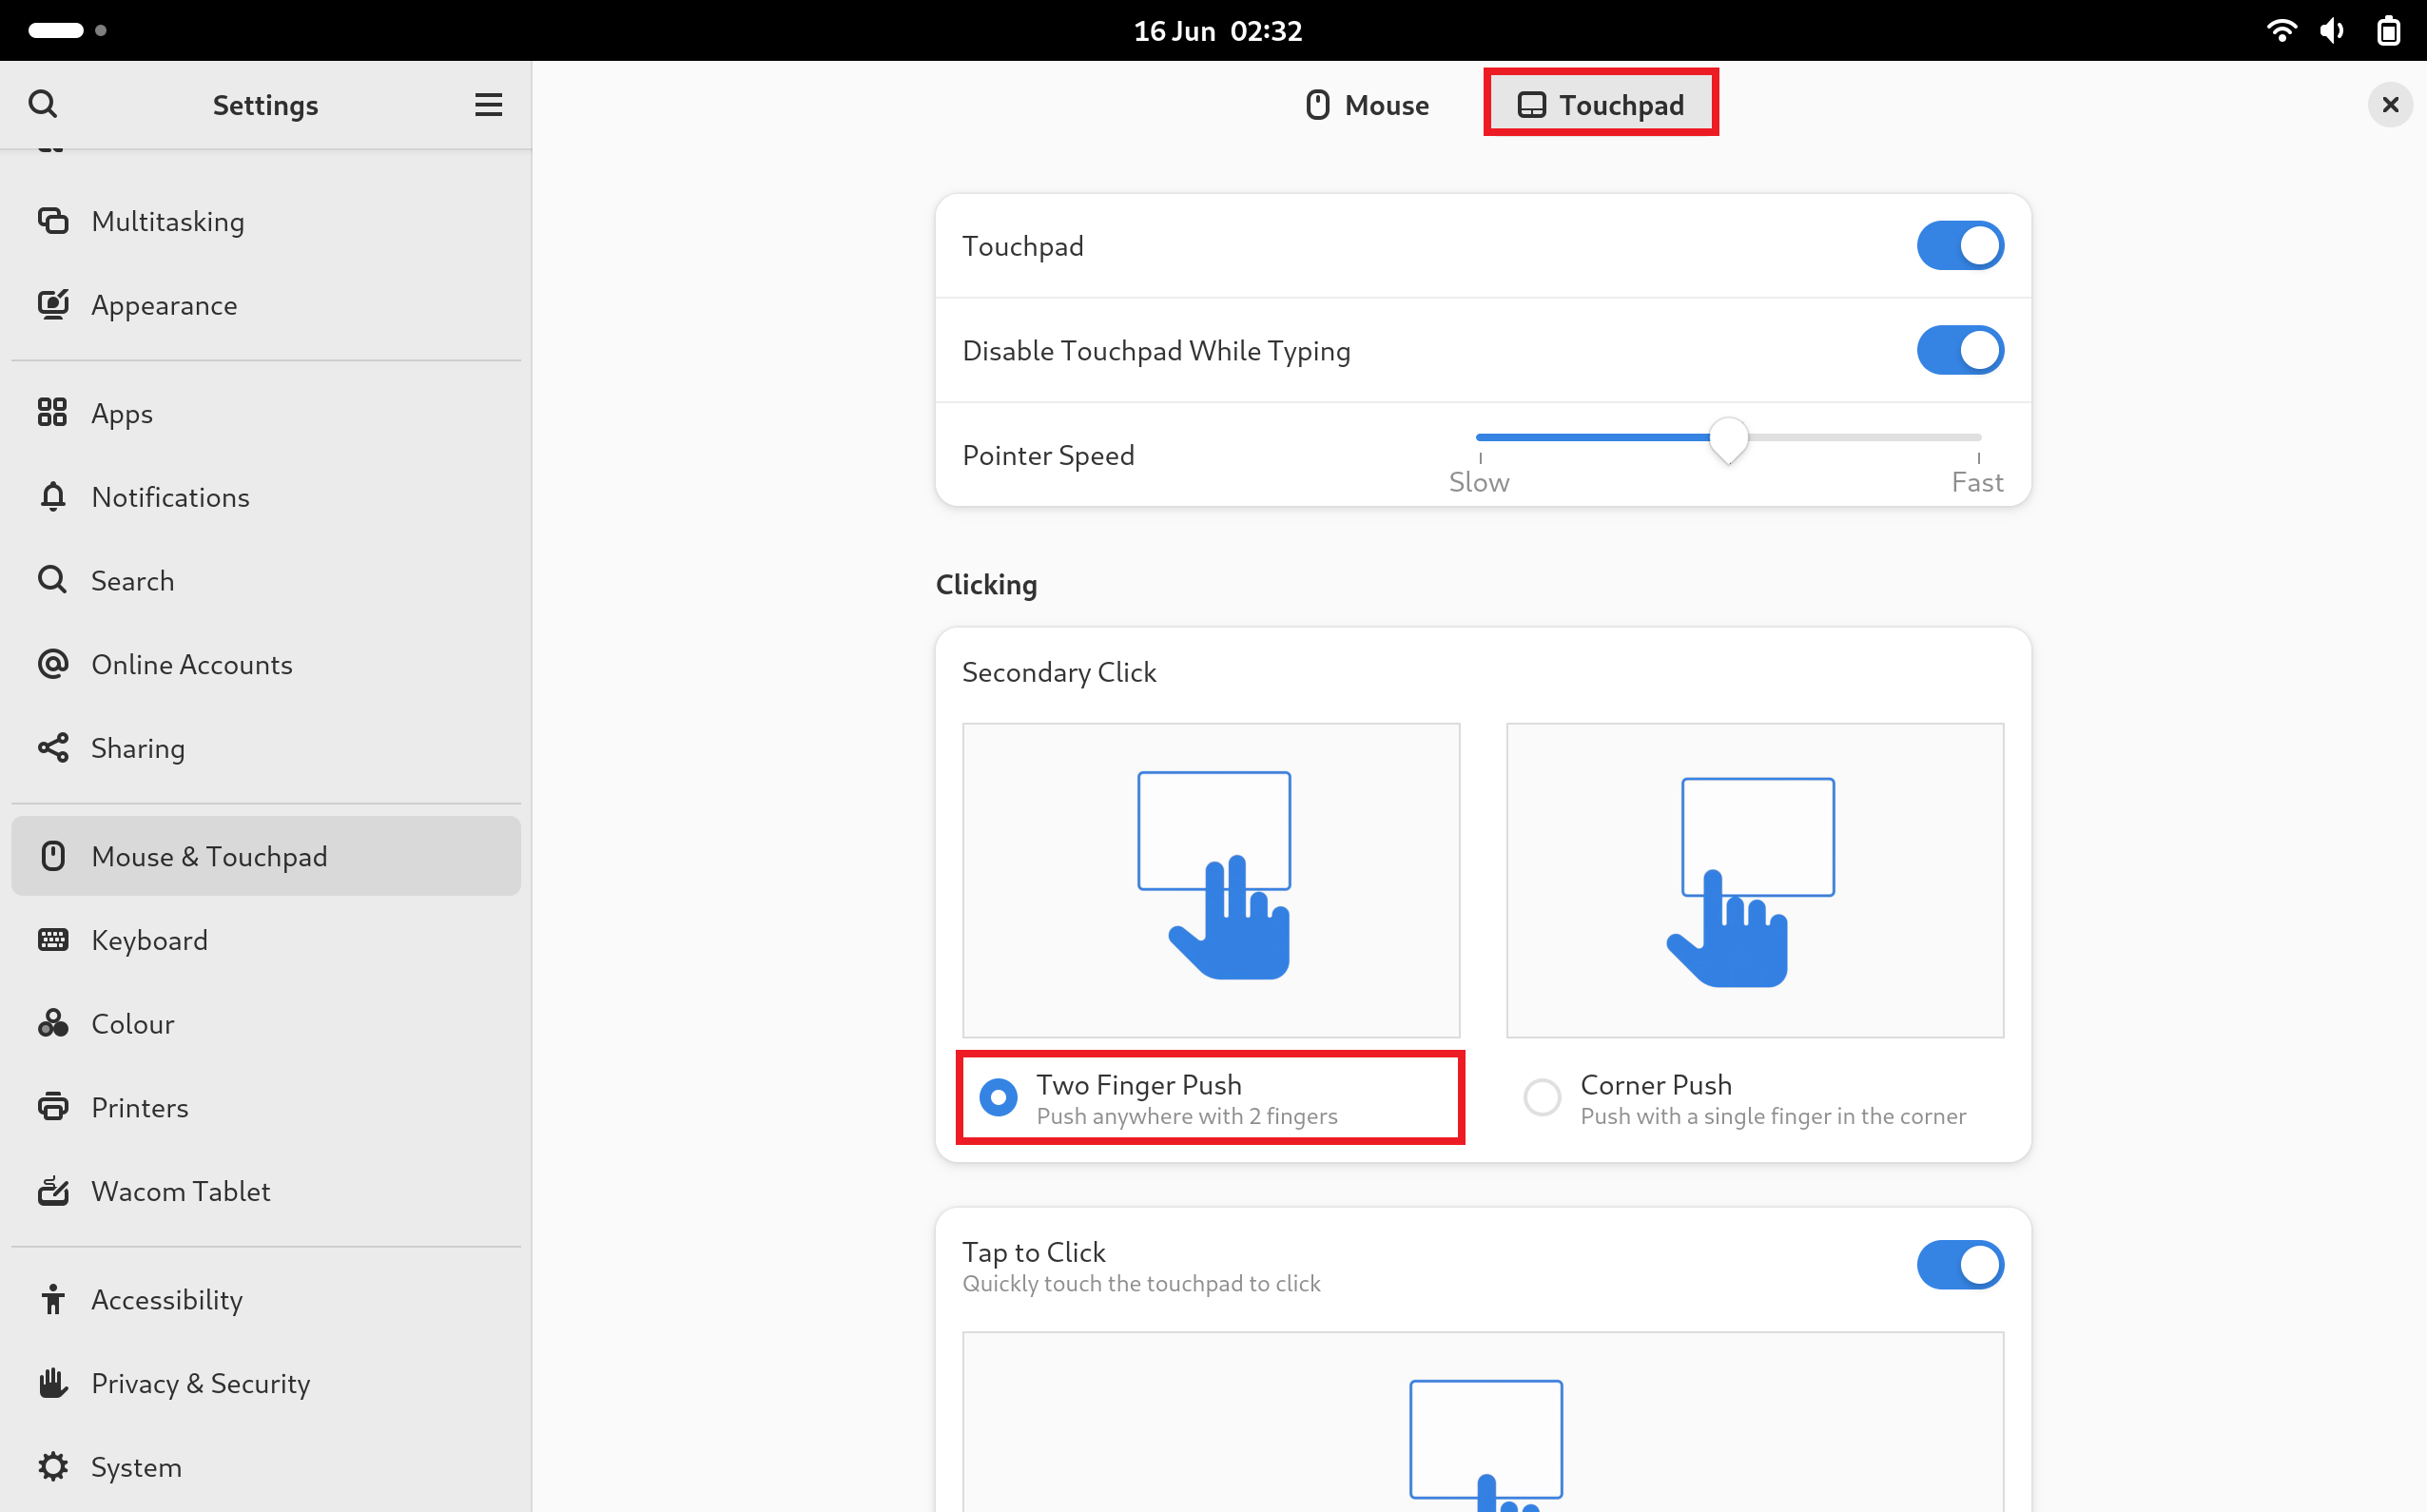 16 Jun 02:32
Settings
Mouse
Touchpad
Multitasking
Appearance
Apps
Notifications
Search
Online Accounts
Sharing
Mouse & Touchpad
Keyboard
Colour
Printers
Wacom Tablet
Accessibility
Privacy & Security
System
Touchpad
Disable Touchpad While Typing
Pointer Speed
Slow
Fast
Clicking
Secondary Click
Two Finger Push
Push anywhere with 2 fingers
Corner Push
Push with a single finger in the corner
Tap to Click
Quickly touch the touchpad to click